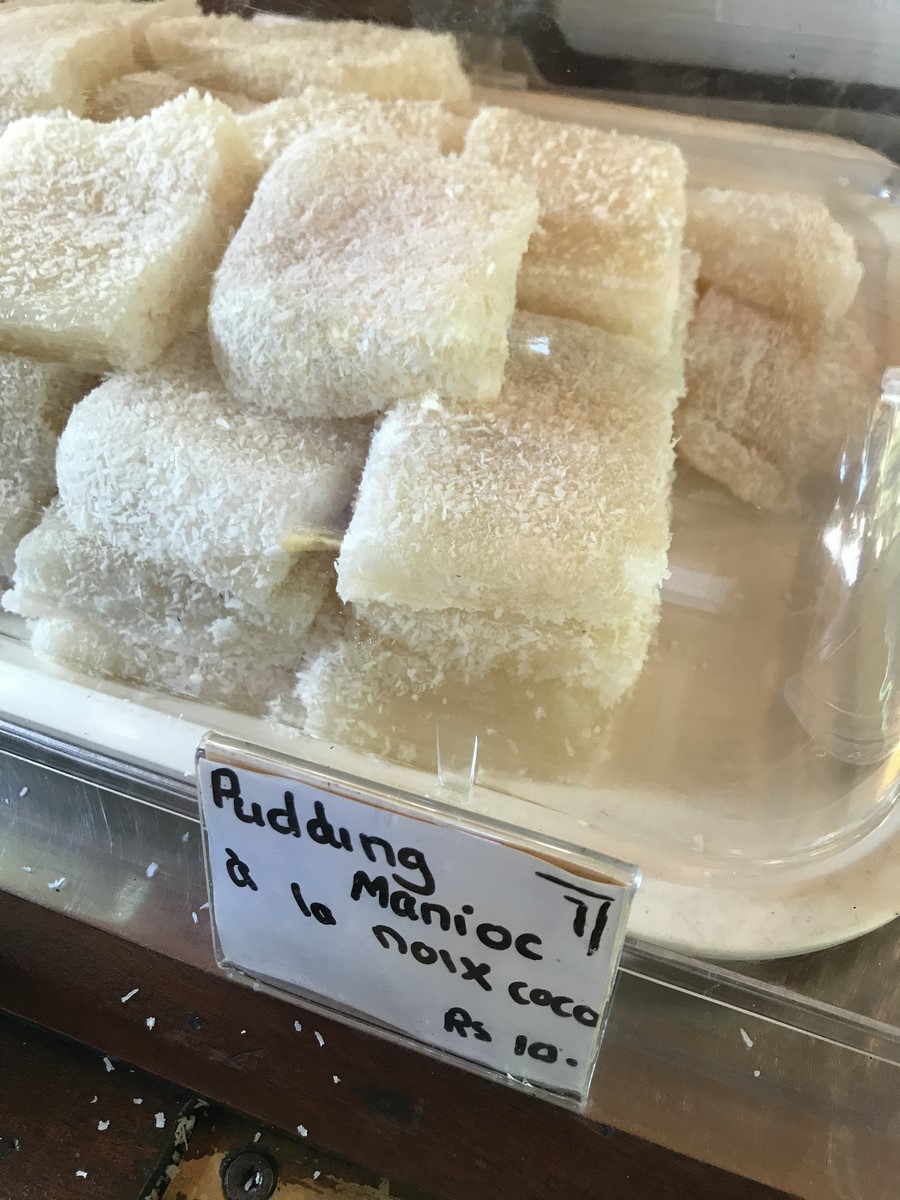 Pudding
Manioc
à la noix coco
Rs 10.